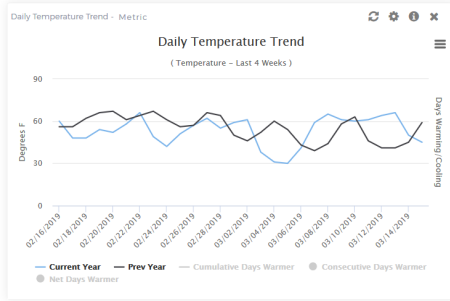 Daily Temperature Trend - Metric
Daily Temperature Trend
( Temperature - Last 4 Weeks )
90
60
30
0
Degrees F
Days Warming/Cooling
02/16/2019
02/18/2019
02/20/2019
02/22/2019
02/24/2019
02/26/2019
02/28/2019
03/02/2019
03/04/2019
03/06/2019
03/08/2019
03/10/2019
03/12/2019
03/14/2019
Current Year Prev Year Cumulative Days Warmer Consecutive Days Warmer
Net Days Warmer